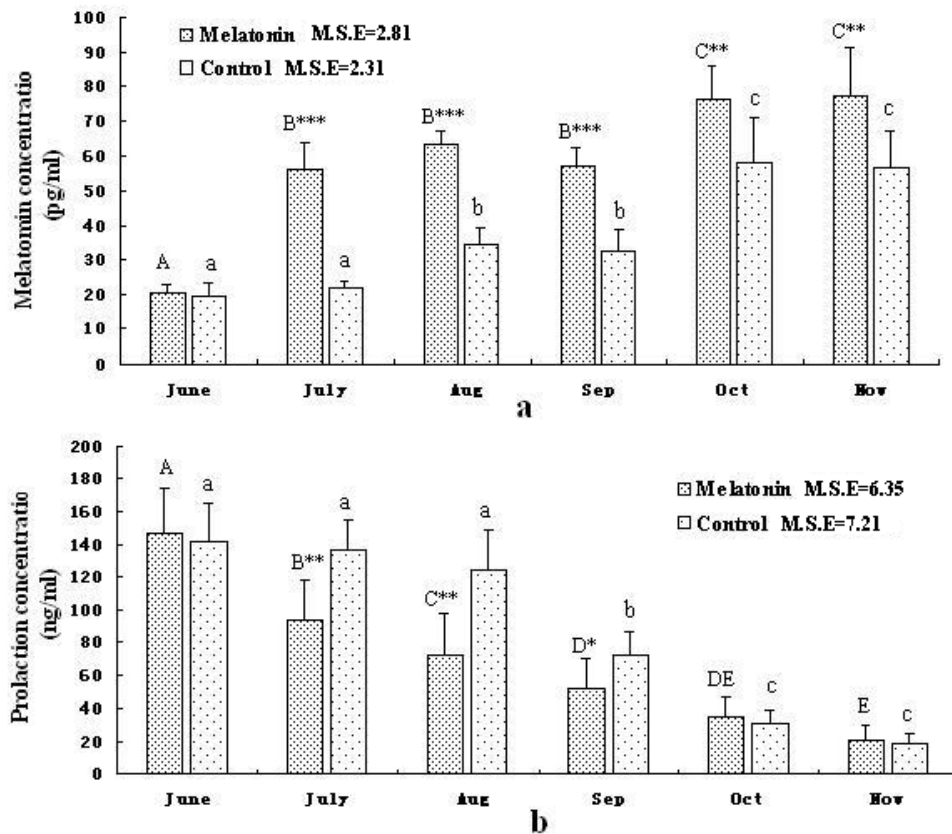 Melatonin M.S.E=2.81
Control M.S.E=2.31
Melatomin concentratio
(pg/ml)
100
90
80
70
60
50
40
30
20
10
0
A a B*** a B*** b B*** b C** c C** c
June July Aug Sep Oct Nov
a
Melatonin M.S.E=6.35
Control M.S.E=7.21
Prolaction concentratio
(ng/ml)
200
180
160
140
120
100
80
60
40
20
0
A a B** a C** a D* b DE c E c
June July Aug Sep Oct Nov
b